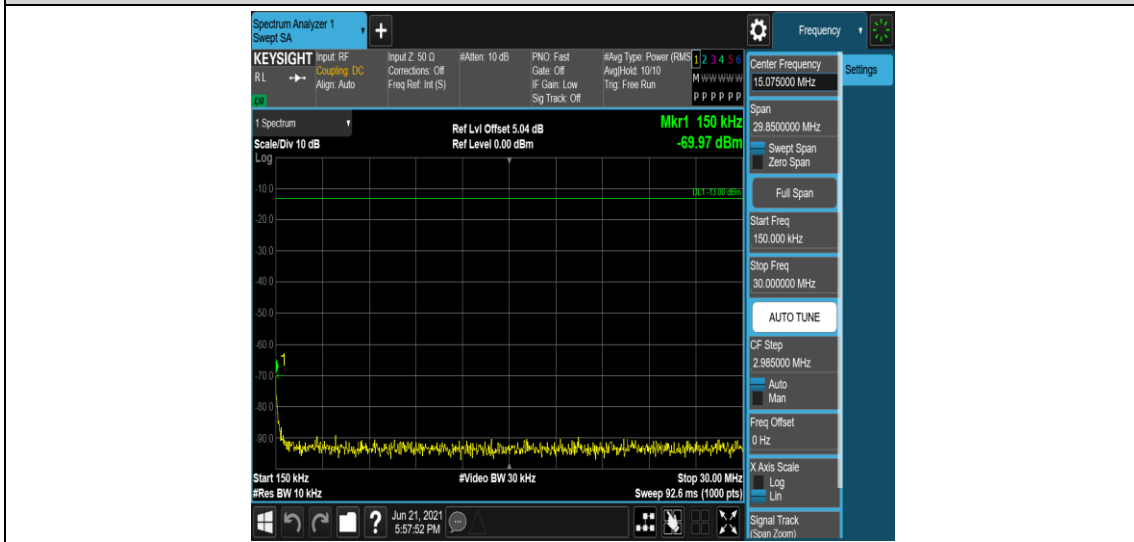 Spectrum Analyzer 1
Swept SA
+
Frequency
KEYSIGHT
RL
LXI
Input: RF
Coupling: DC
Align: Auto
Input Z: 50 Ω
Corrections: Off
Freq Ref: Int (S)
#Atten: 10 dB
PNO: Fast
Gate: Off
IF Gain: Low
Sig Track: Off
#Avg Type: Power (RMS
Avg|Hold: 10/10
Trig: Free Run
1 2 3 4 5 6
M W W W W W
P P P P P P
1 Spectrum
Scale/Div 10 dB
Ref Lvl Offset 5.04 dB
Ref Level 0.00 dBm
Mkr1 150 kHz
-69.97 dBm
Log
-10.0
DL1 -13.00 dBm
-20.0
-30.0
-40.0
-50.0
-60.0
1
-70.0
-80.0
-90.0
Start 150 kHz
#Video BW 30 kHz
Stop 30.00 MHz
#Res BW 10 kHz
Sweep 92.6 ms (1000 pts)
?
Jun 21, 2021
5:57:52 PM
Center Frequency
15.075000 MHz
Settings
Span
29.8500000 MHz
Swept Span
Zero Span
Full Span
Start Freq
150.000 kHz
Stop Freq
30.000000 MHz
AUTO TUNE
CF Step
2.985000 MHz
Auto
Man
Freq Offset
0 Hz
X Axis Scale
Log
Lin
Signal Track
(Span Zoom)